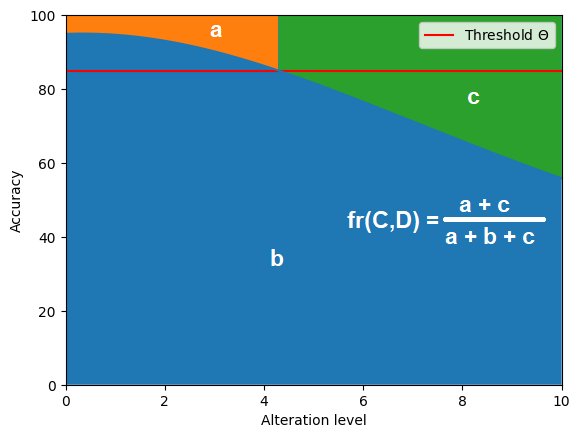 100
80
60
40
20
0
Accuracy
a
Threshold Θ
c
b
fr(C,D) = a + c
a + b + c
0 2 4 6 8 10
Alteration level